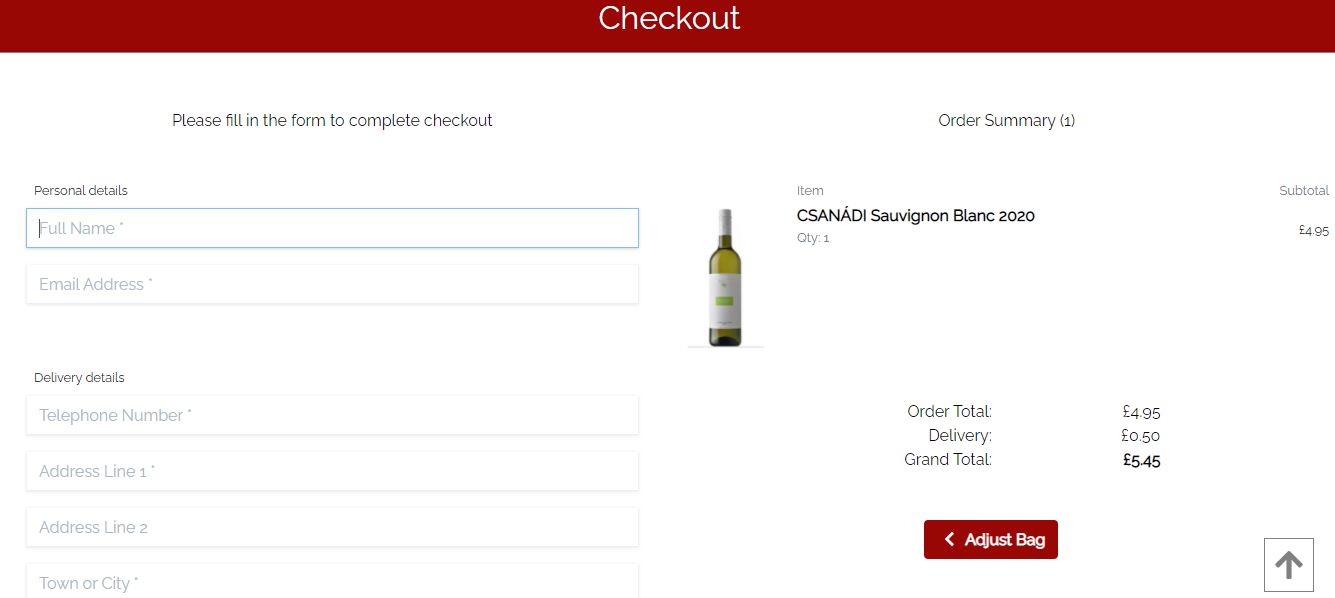 Checkout
Please fill in the form to complete checkout
Personal details
Full Name *
Email Address *
Delivery details
Telephone Number *
Address Line 1 *
Address Line 2
Town or City *
Order Summary (1)
Item Subtotal
CSANÁDI Sauvignon Blanc 2020
Qty: 1
£4.95
Order Total: £4.95
Delivery: £0.50
Grand Total: £5.45
Adjust Bag